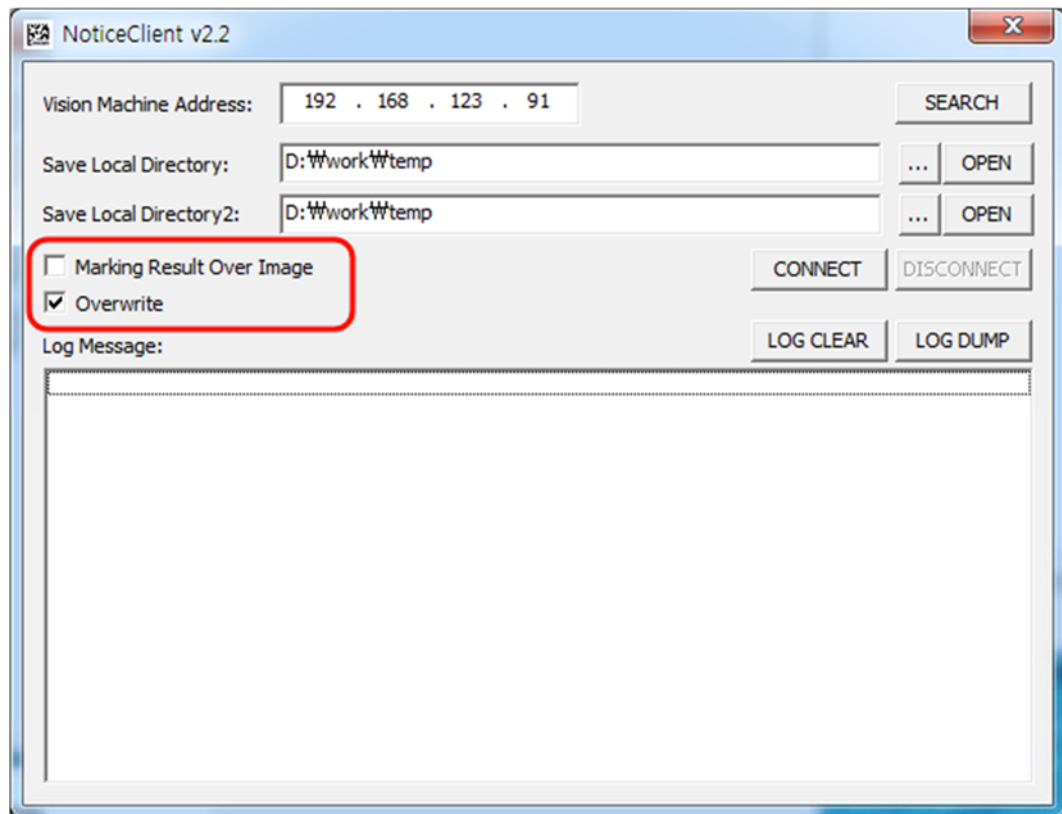 NoticeClient v2.2
Vision Machine Address: 192 . 168 . 123 . 91 SEARCH
Save Local Directory: D:₩work₩temp ... OPEN
Save Local Directory2: D:₩work₩temp ... OPEN
Marking Result Over Image CONNECT DISCONNECT
Overwrite
Log Message: LOG CLEAR LOG DUMP